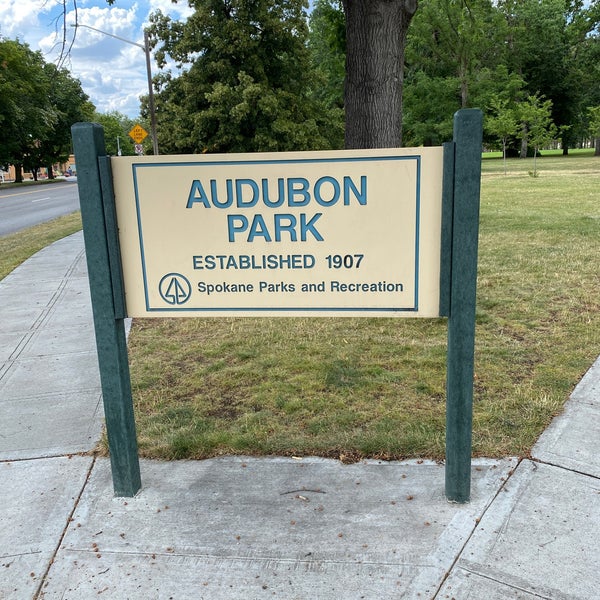 AUDUBON
PARK
ESTABLISHED 1907
Spokane Parks and Recreation